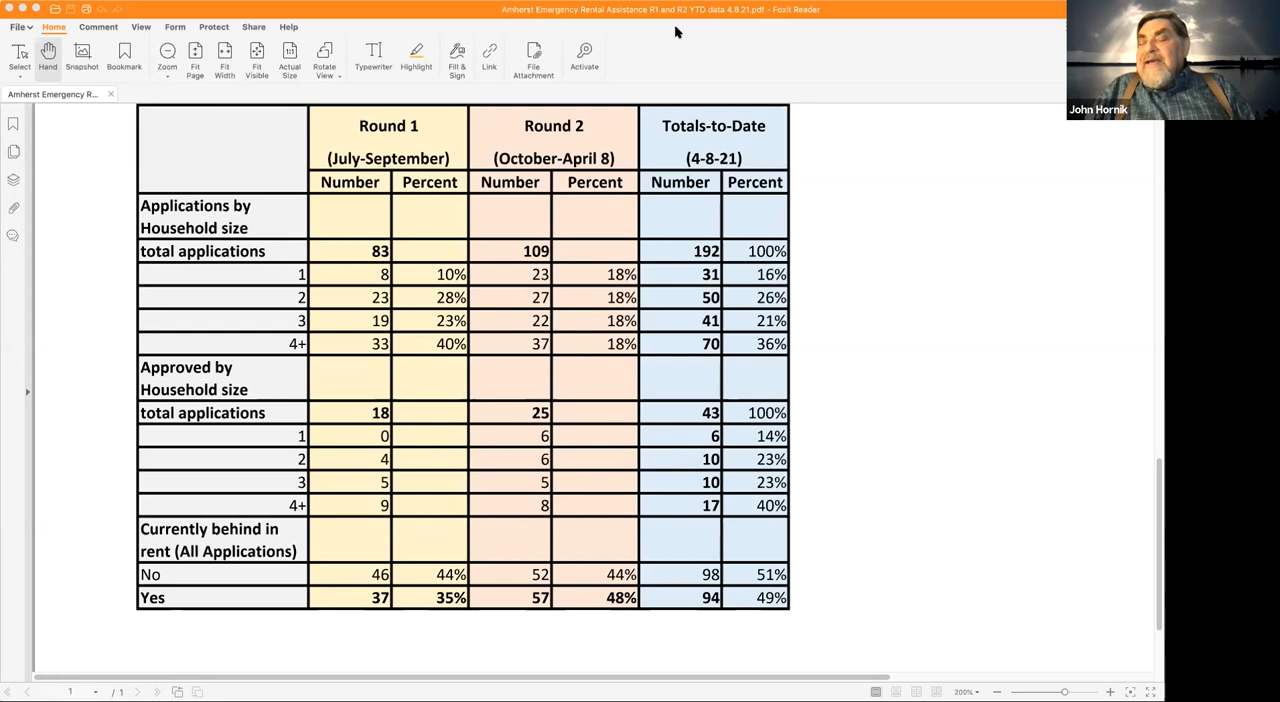 Amherst Emergency Rental Assistance R1 and R2 YTD data 4.8.21.pdf - Foxit Reader
File Home Comment View Form Protect Share Help
Select Hand Snapshot Bookmark Zoom Fit Page Fit Width Fit Visible Actual Size Rotate View Typewriter Highlight Fill & Sign Link File Attachment Activate
John Hornik
Amherst Emergency R... ×
Round 1 Round 2 Totals-to-Date
(July-September) (October-April 8) (4-8-21)
Number Percent Number Percent Number Percent
Applications by
Household size
total applications 83 109 192 100%
1 8 10% 23 18% 31 16%
2 23 28% 27 18% 50 26%
3 19 23% 22 18% 41 21%
4+ 33 40% 37 18% 70 36%
Approved by
Household size
total applications 18 25 43 100%
1 0 6 6 14%
2 4 6 10 23%
3 5 5 10 23%
4+ 9 8 17 40%
Currently behind in
rent (All Applications)
No 46 44% 52 44% 98 51%
Yes 37 35% 57 48% 94 49%
1 / 1 200%